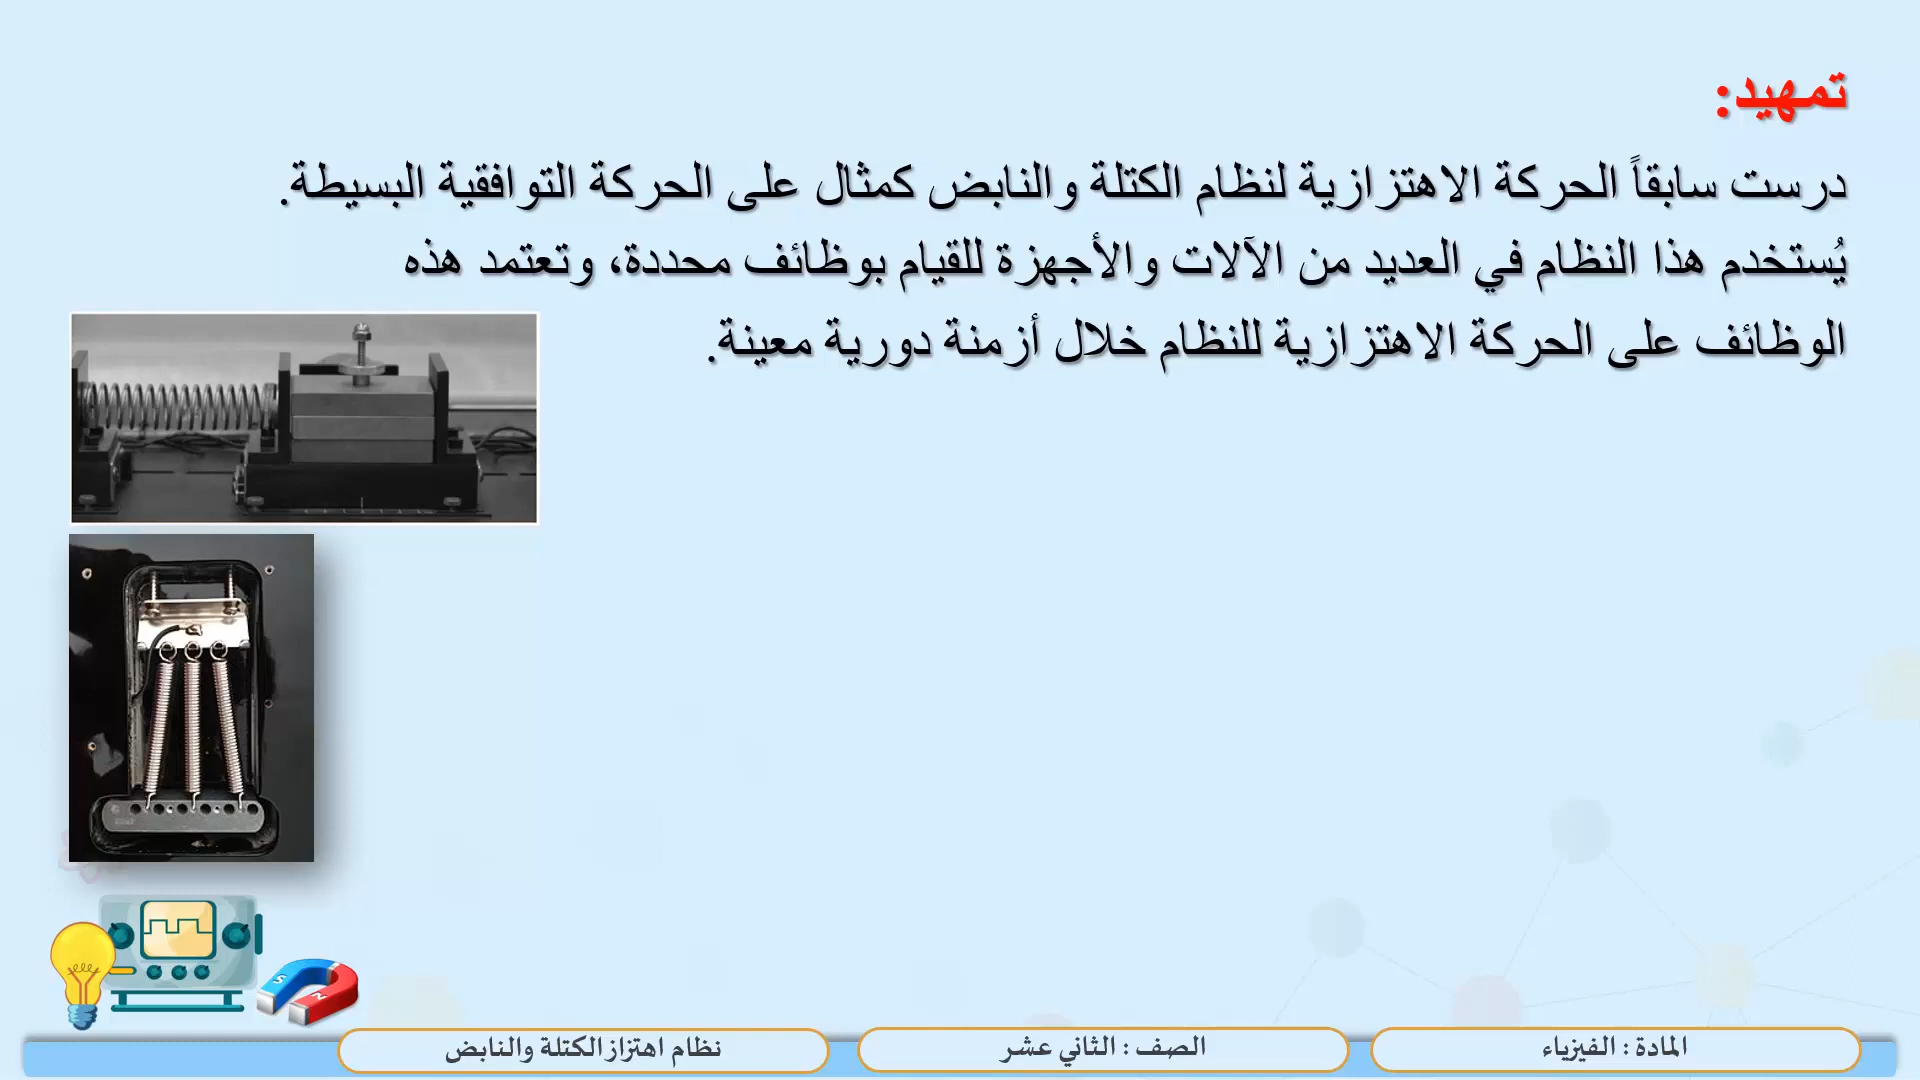 تمهيد:
درست سابقاً الحركة الاهتزازية لنظام الكتلة والنابض كمثال على الحركة التوافقية البسيطة.
يُستخدم هذا النظام في العديد من الآلات والأجهزة للقيام بوظائف محددة، وتعتمد هذه
الوظائف على الحركة الاهتزازية للنظام خلال أزمنة دورية معينة.
S
N
المادة : الفيزياء
الصف : الثاني عشر
نظام اهتزاز الكتلة والنابض